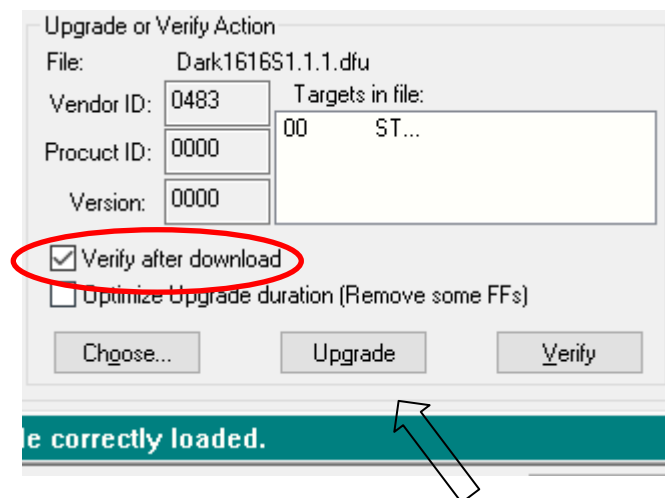 Upgrade or Verify Action
File: Dark1616S1.1.1.dfu
Vendor ID: 0483
Targets in file:
00 ST...
Procuct ID: 0000
Version: 0000
Verify after download
Optimize Upgrade duration (Remove some FFs)
Choose... Upgrade Verify
le correctly loaded.